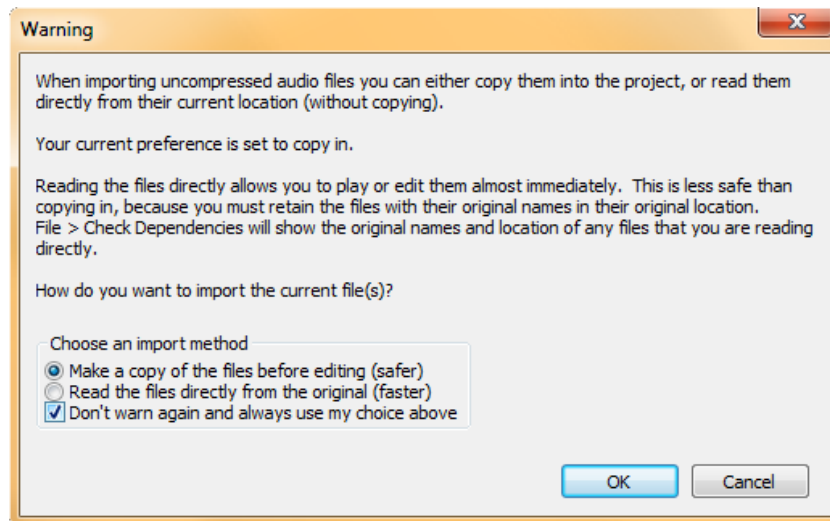 Warning
When importing uncompressed audio files you can either copy them into the project, or read them
directly from their current location (without copying).
Your current preference is set to copy in.
Reading the files directly allows you to play or edit them almost immediately.  This is less safe than
copying in, because you must retain the files with their original names in their original location.
File > Check Dependencies will show the original names and location of any files that you are reading
directly.
How do you want to import the current file(s)?
Choose an import method
Make a copy of the files before editing (safer)
Read the files directly from the original (faster)
Don't warn again and always use my choice above
OK
Cancel